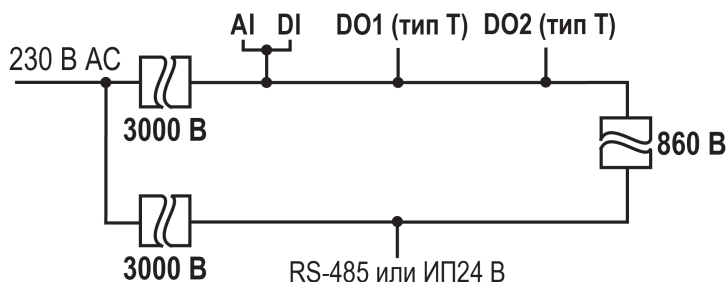 AI DI DO1 (тип Т) DO2 (тип Т)
230 В AC
3000 В
860 В
3000 В
RS-485 или ИП24 В